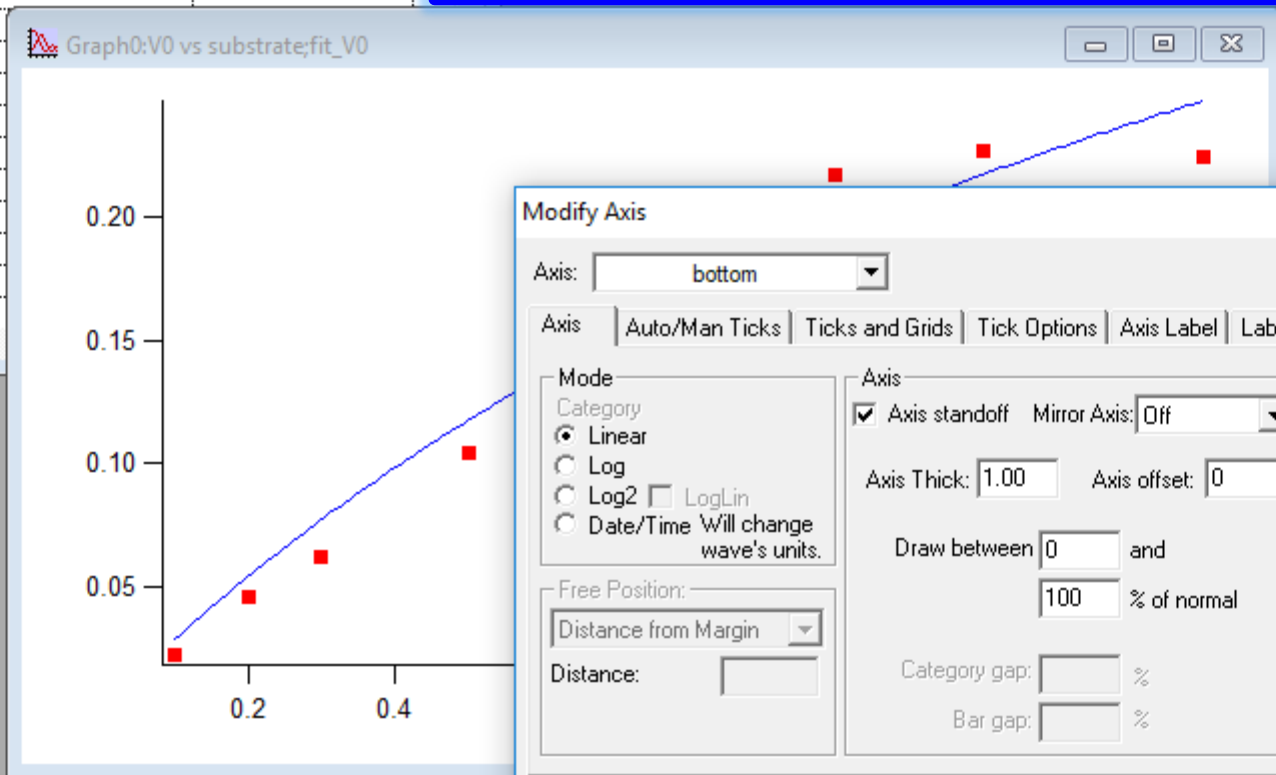 Graph0:V0 vs substrate;fit_V0
0.20
0.15
0.10
0.05
0.2
0.4
Modify Axis
Axis:
bottom
Axis
Auto/Man Ticks
Ticks and Grids
Tick Options
Axis Label
Lab
Mode
Category
Linear
Log
Log2
LogLin
Date/Time Will change
wave's units.
Free Position:
Distance from Margin
Distance:
Axis
Axis standoff
Mirror Axis: Off
Axis Thick: 1.00
Axis offset: 0
Draw between 0 and
100 % of normal
Category gap: %
Bar gap: %